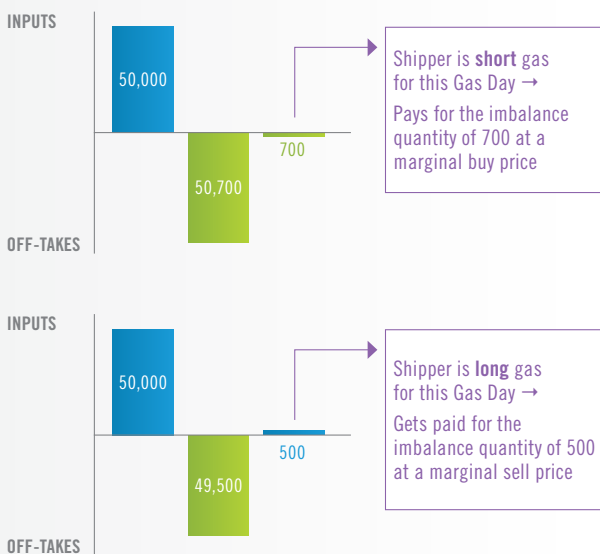 INPUTS
50,000
50,700
700
OFF-TAKES
Shipper is short gas
for this Gas Day →
Pays for the imbalance
quantity of 700 at a
marginal buy price
INPUTS
50,000
49,500
500
OFF-TAKES
Shipper is long gas
for this Gas Day →
Gets paid for the
imbalance quantity of 500
at a marginal sell price